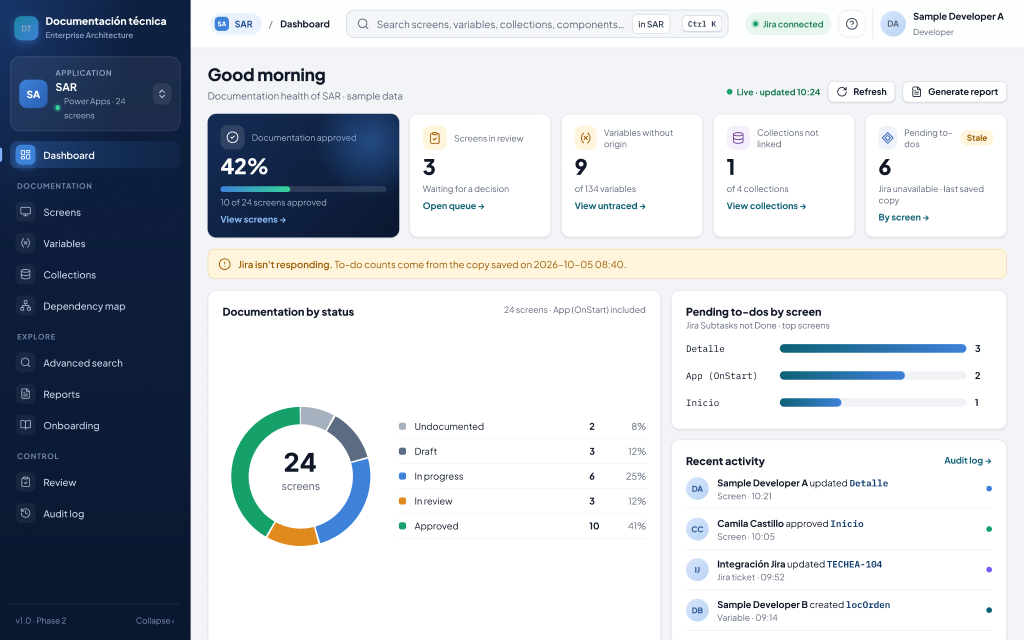 DT
Documentación técnica
Enterprise Architecture
SA
APPLICATION
SAR
Power Apps · 24
screens
Dashboard
DOCUMENTATION
Screens
Variables
Collections
Dependency map
EXPLORE
Advanced search
Reports
Onboarding
CONTROL
Review
Audit log
v1.0 · Phase 2
Collapse ‹
SA SAR / Dashboard
Search screens, variables, collections, components... in SAR Ctrl K
Jira connected
DA
Sample Developer A
Developer
Good morning
Documentation health of SAR · sample data
Live · updated 10:24
Refresh
Generate report
Documentation approved
42%
10 of 24 screens approved
View screens →
Screens in review
3
Waiting for a decision
Open queue →
Variables without
origin
9
of 134 variables
View untraced →
Collections not
linked
1
of 4 collections
View collections →
Pending to-
dos
Stale
6
Jira unavailable · last saved
copy
By screen →
Jira isn't responding. To-do counts come from the copy saved on 2026-10-05 08:40.
Documentation by status
24 screens · App (OnStart) included
24
screens
Undocumented 2 8%
Draft 3 12%
In progress 6 25%
In review 3 12%
Approved 10 41%
Pending to-dos by screen
Jira Subtasks not Done · top screens
Detalle 3
App (OnStart) 2
Inicio 1
Recent activity
Audit log →
DA
Sample Developer A updated Detalle
Screen · 10:21
CC
Camila Castillo approved Inicio
Screen · 10:05
IJ
Integración Jira updated TECHEA-104
Jira ticket · 09:52
DB
Sample Developer B created locOrden
Variable · 09:14